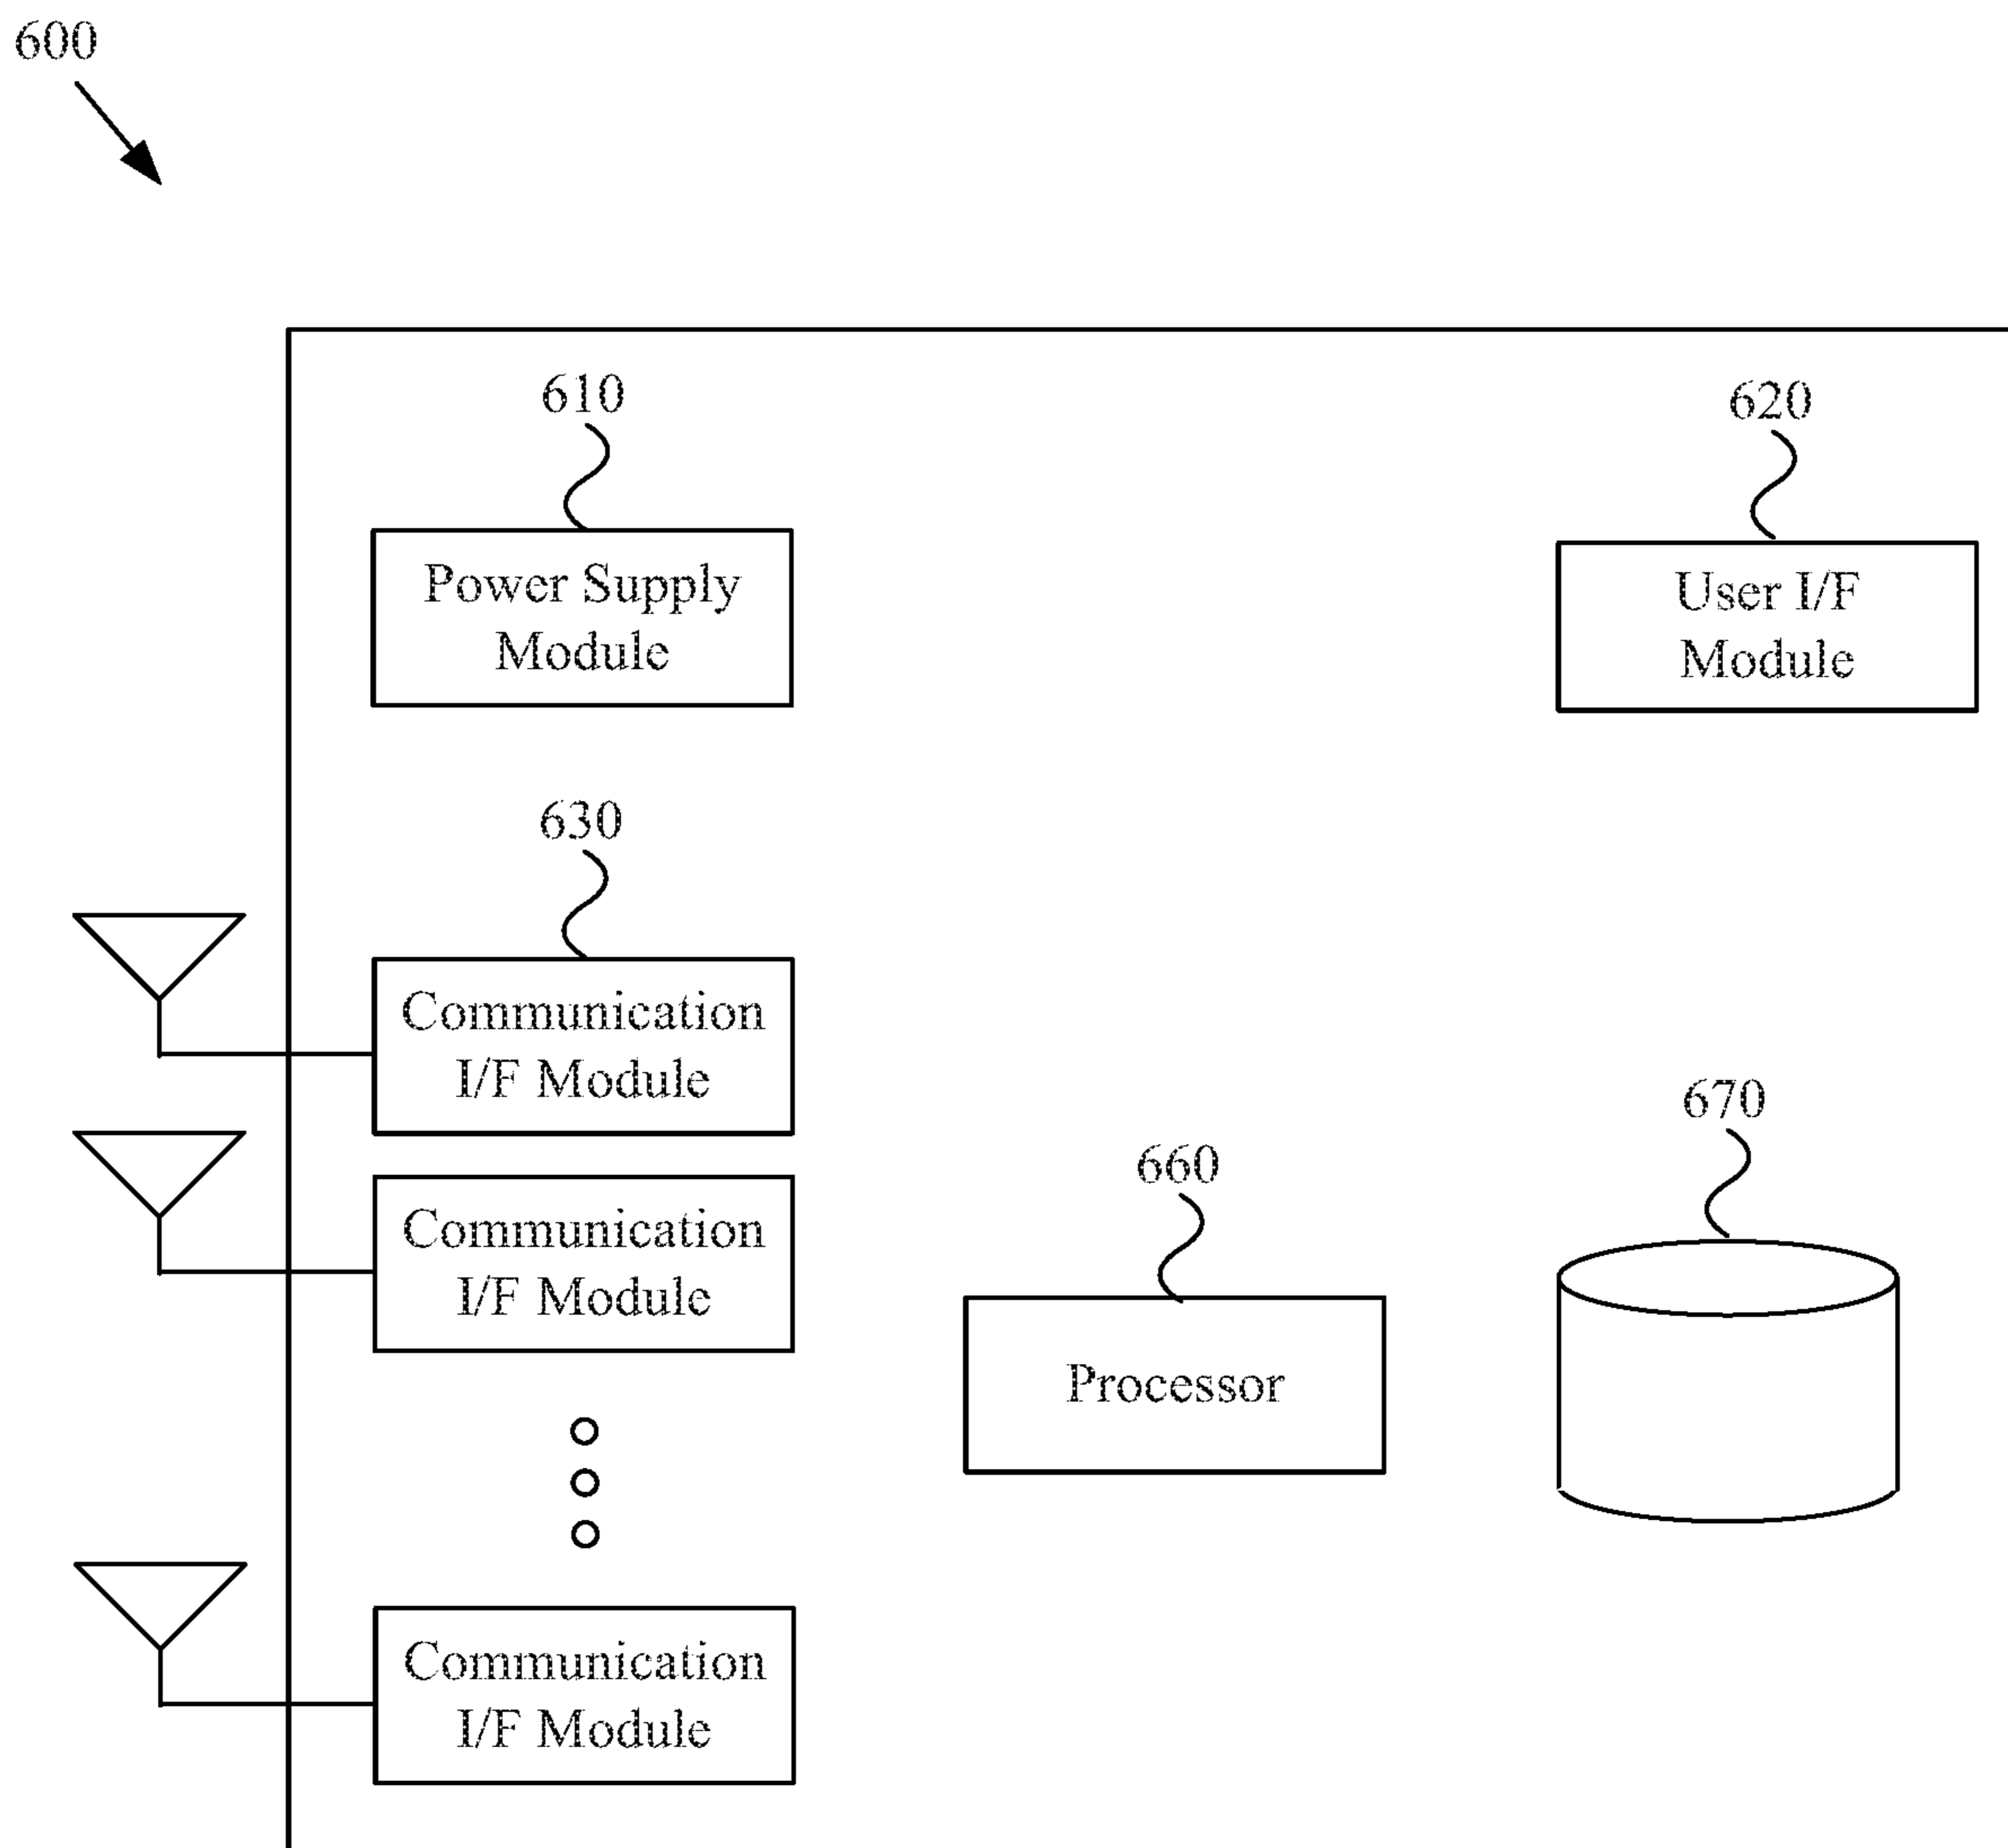 600
610
620
Power Supply
Module
User I/F
Module
630
Communication
I/F Module
670
660
Communication
I/F Module
Processor
Communication
I/F Module